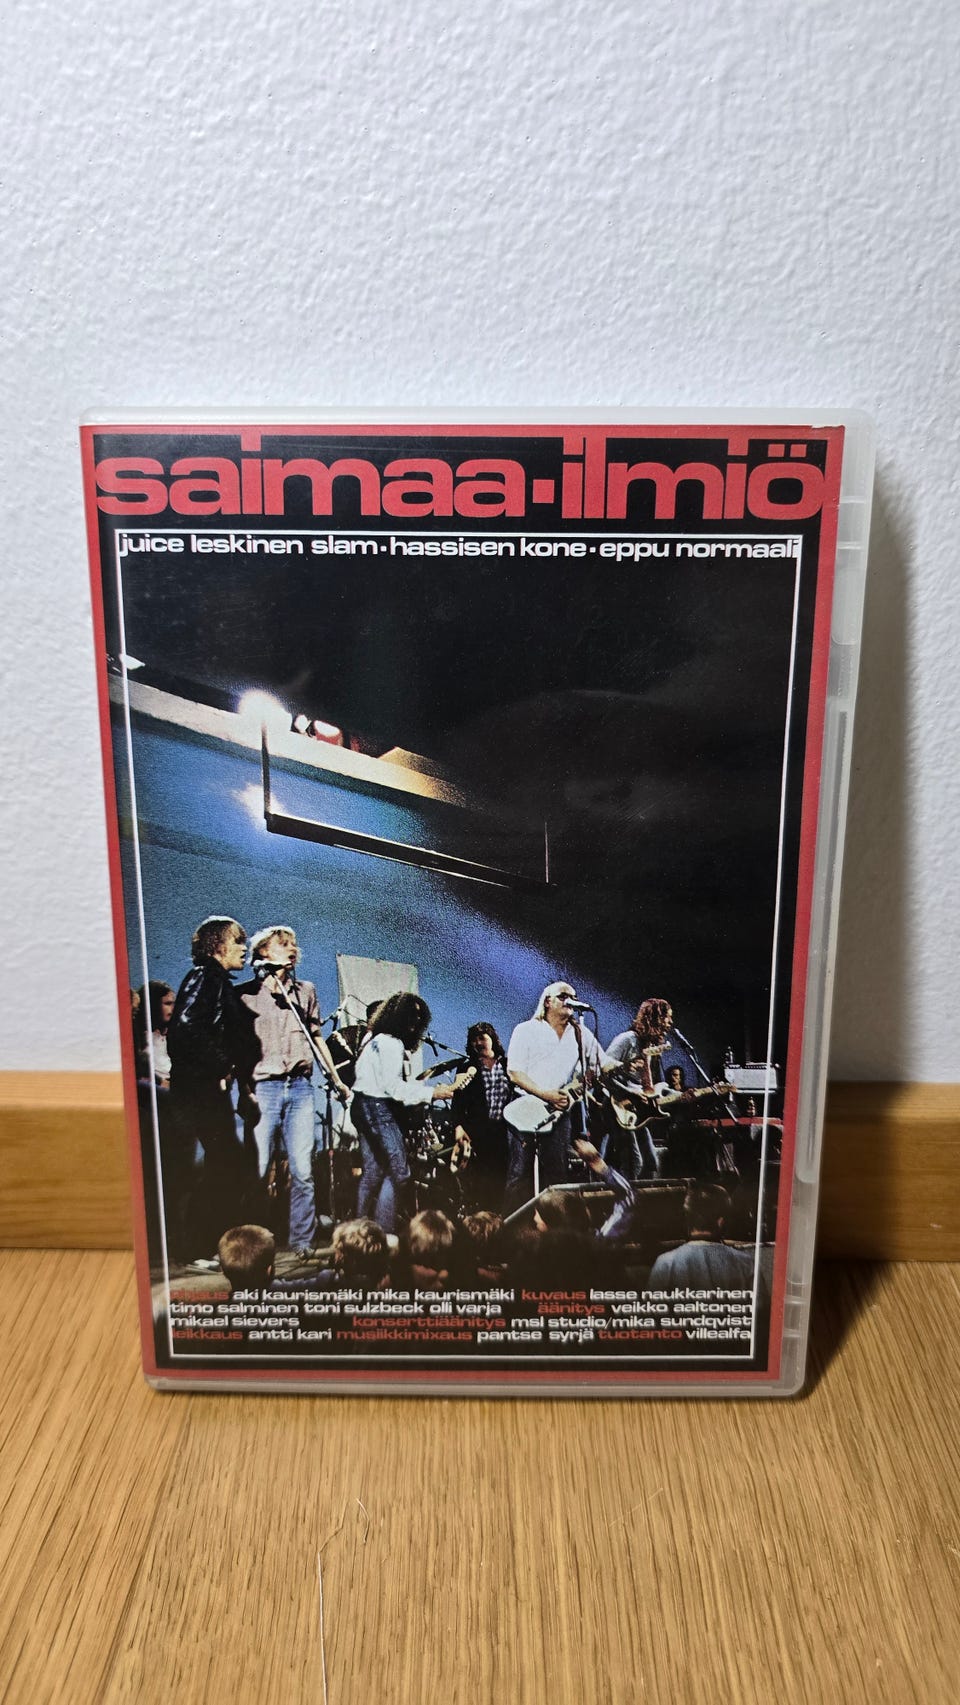 saimaa·ilmiö
juice leskinen slam·hassisen kone·eppu normaali
ohjaus aki kaurismäki mika kaurismäki kuvaus lasse naukkarinen
timo salminen toni sulzbeck olli varja äänitys veikko aaltonen
mikael sievers konserttiäänitys msl studio/mika sundqvist
leikkaus antti kari musiikkimixaus pantse syrjä tuotanto villealfa